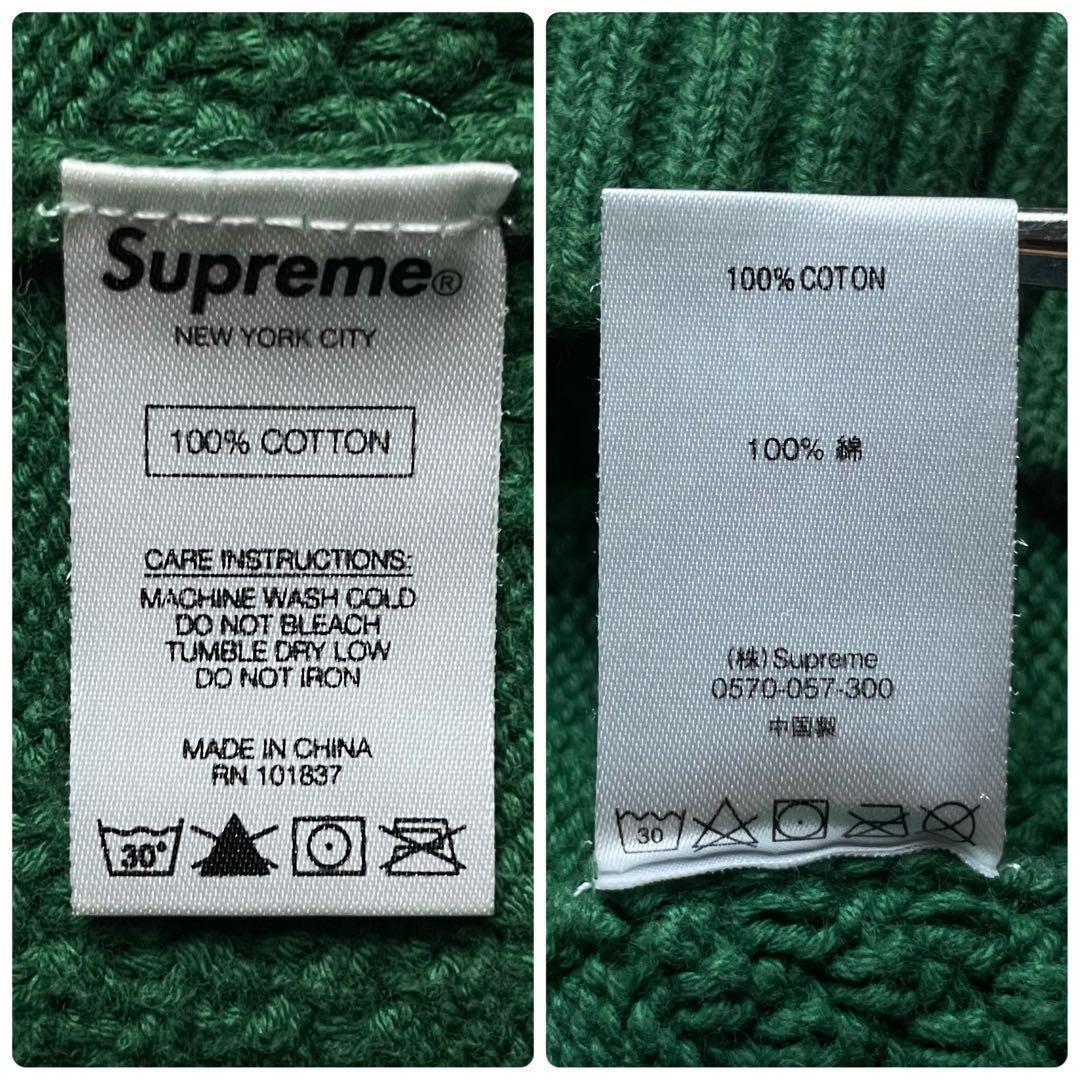 Supreme®
NEW YORK CITY
100% COTTON
CARE INSTRUCTIONS:
MACHINE WASH COLD
DO NOT BLEACH
TUMBLE DRY LOW
DO NOT IRON
MADE IN CHINA
RN 101837
30°
100% COTON
100% 綿
(株)Supreme
0570-057-300
中国製
30